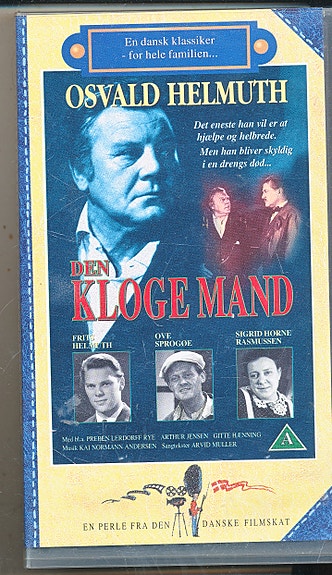 En dansk klassiker
- for hele familien...
OSVALD HELMUTH
Det eneste han vil er at
hjælpe og helbrede.
Men han bliver skyldig
i en drengs død...
DEN
KLOGE MAND
FRITS
HELMUTH
OVE
SPROGØE
SIGRID HORNE
RASMUSSEN
Med bl.a. PREBEN LERDORFF RYE ARTHUR JENSEN GITTE HÆNNING
Musik KAI NORMANN ANDERSEN Sangtekster ARVID MÜLLER
A
EN PERLE FRA DEN DANSKE FILMSKAT